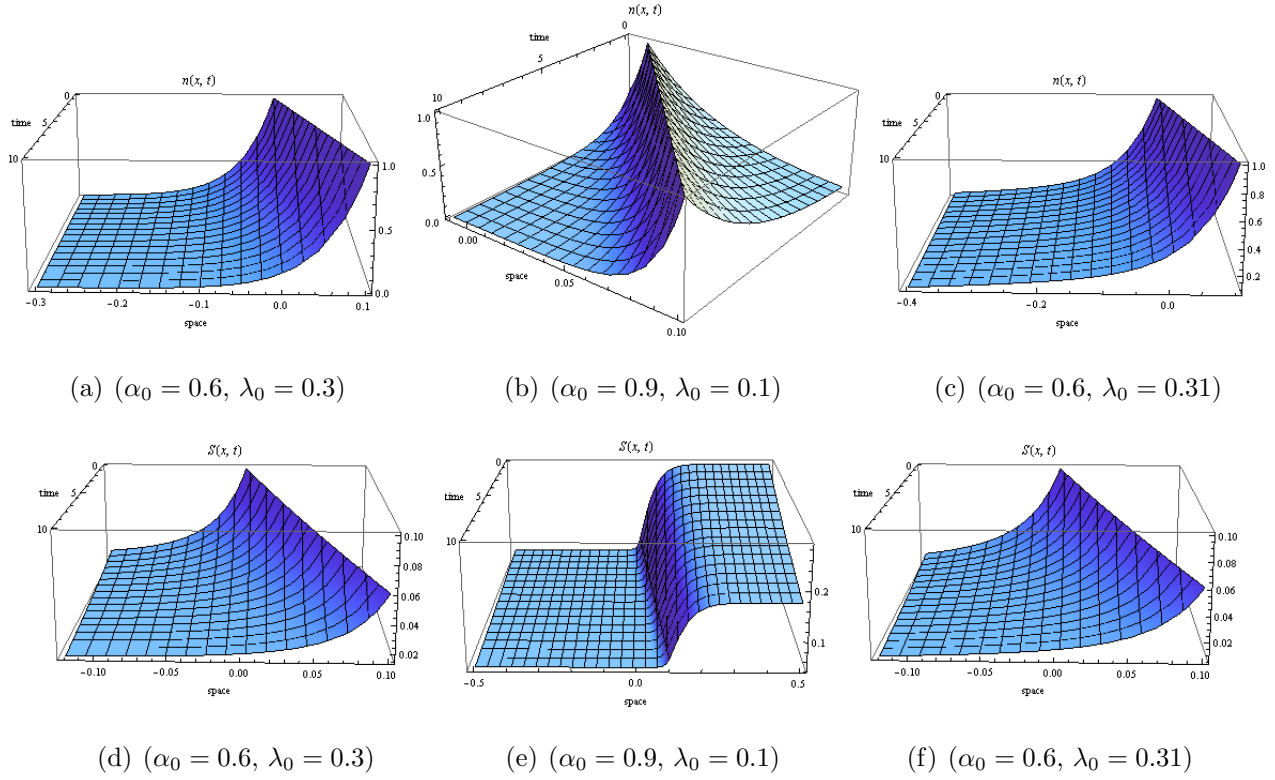 n(x, t)
time
0
5
10
1.0
0.5
0.0
−0.3
−0.2
−0.1
0.0
0.1
space
n(x, t)
time
0
5
10
1.0
0.5
0.0
0.00
0.05
0.10
space
n(x, t)
time
0
5
10
1.0
0.8
0.6
0.4
0.2
−0.4
−0.2
0.0
space
(a) (α₀ = 0.6, λ₀ = 0.3)
(b) (α₀ = 0.9, λ₀ = 0.1)
(c) (α₀ = 0.6, λ₀ = 0.31)
S(x, t)
time
0
5
10
0.10
0.08
0.06
0.04
0.02
−0.10
−0.05
0.00
0.05
0.10
space
S(x, t)
time
0
5
10
0.2
0.1
−0.5
0.0
0.5
space
S(x, t)
time
0
5
10
0.10
0.08
0.06
0.04
0.02
−0.10
−0.05
0.00
0.05
0.10
space
(d) (α₀ = 0.6, λ₀ = 0.3)
(e) (α₀ = 0.9, λ₀ = 0.1)
(f) (α₀ = 0.6, λ₀ = 0.31)